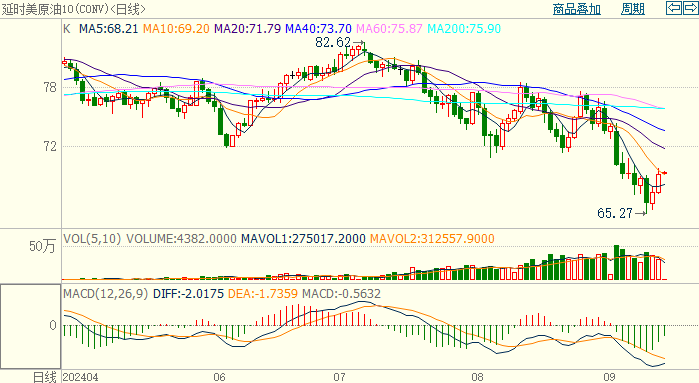 延时美原油10(CONV)<日线> 商品叠加 周期
K MA5:68.21 MA10:69.20 MA20:71.79 MA40:73.70 MA60:75.87 MA200:75.90
82.62
78
72
65.27
50万 VOL(5,10) VOLUME:4382.0000 MAVOL1:275017.2000 MAVOL2:312557.9000
MACD(12,26,9) DIFF:-2.0175 DEA:-1.7359 MACD:-0.5632
0
日线 202404 06 07 08 09